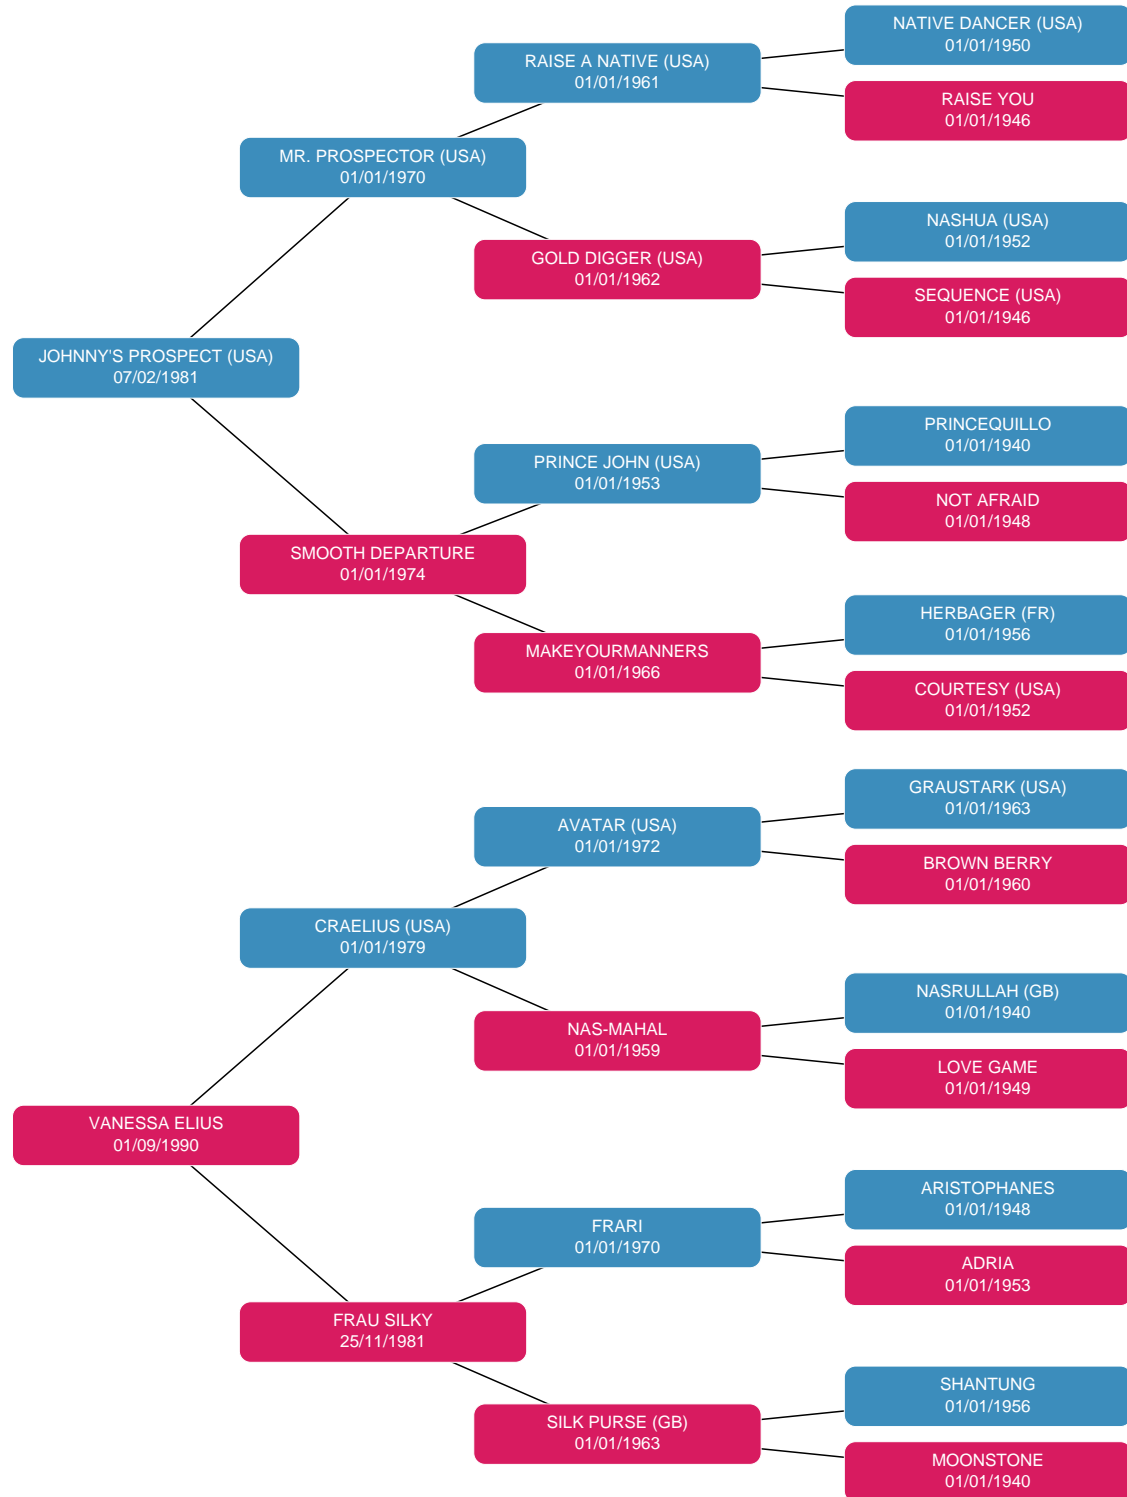 NATIVE DANCER (USA)
01/01/1950
RAISE A NATIVE (USA)
01/01/1961
RAISE YOU
01/01/1946
MR. PROSPECTOR (USA)
01/01/1970
NASHUA (USA)
01/01/1952
GOLD DIGGER (USA)
01/01/1962
SEQUENCE (USA)
01/01/1946
JOHNNY'S PROSPECT (USA)
07/02/1981
PRINCEQUILLO
01/01/1940
PRINCE JOHN (USA)
01/01/1953
NOT AFRAID
01/01/1948
SMOOTH DEPARTURE
01/01/1974
HERBAGER (FR)
01/01/1956
MAKEYOURMANNERS
01/01/1966
COURTESY (USA)
01/01/1952
GRAUSTARK (USA)
01/01/1963
AVATAR (USA)
01/01/1972
BROWN BERRY
01/01/1960
CRAELIUS (USA)
01/01/1979
NASRULLAH (GB)
01/01/1940
NAS-MAHAL
01/01/1959
LOVE GAME
01/01/1949
VANESSA ELIUS
01/09/1990
ARISTOPHANES
01/01/1948
FRARI
01/01/1970
ADRIA
01/01/1953
FRAU SILKY
25/11/1981
SHANTUNG
01/01/1956
SILK PURSE (GB)
01/01/1963
MOONSTONE
01/01/1940